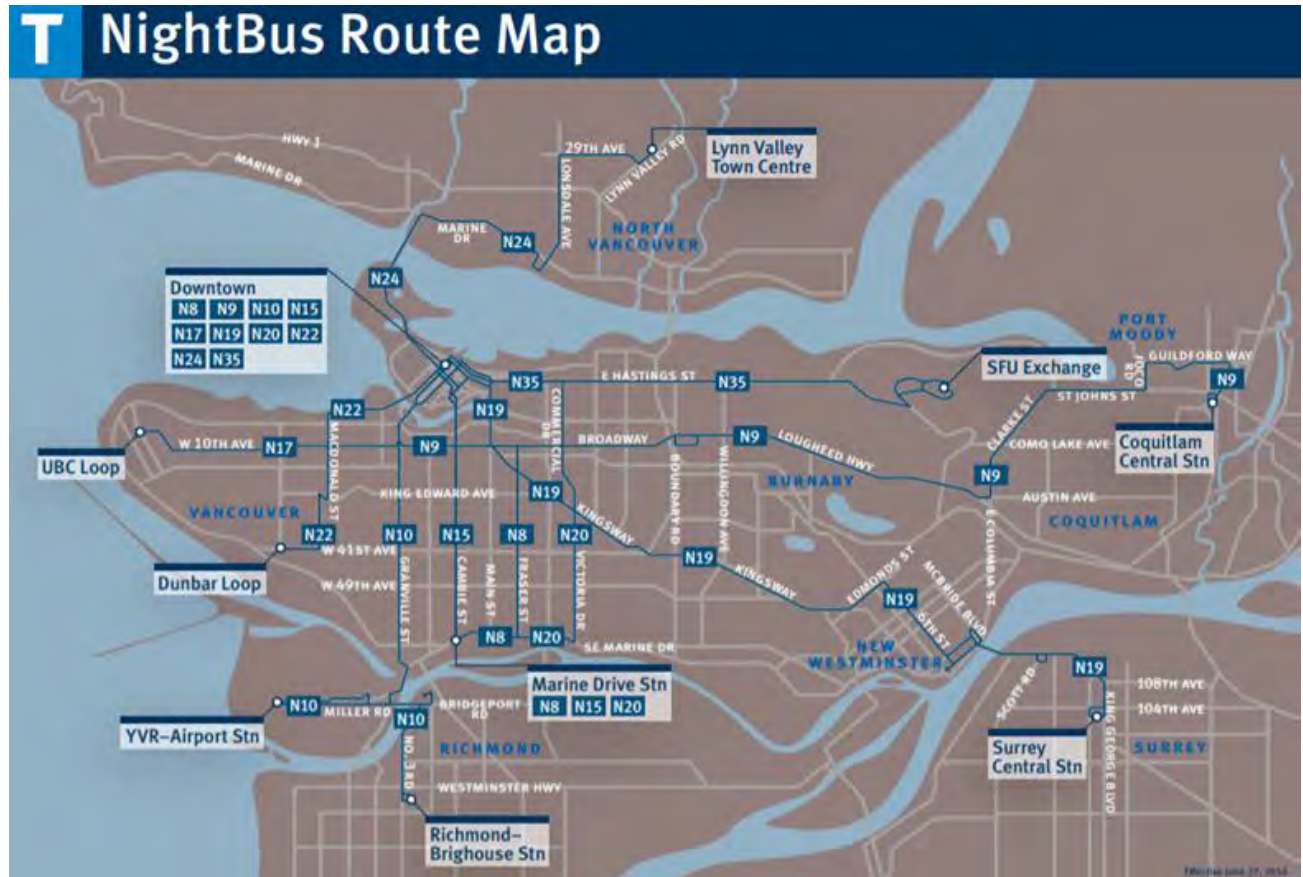 T NightBus Route Map
HWY 1
MARINE DR
29TH AVE
LYNN VALLEY RD
Lynn Valley
Town Centre
LONSDALE AVE
MARINE
DR
N24
NORTH
VANCOUVER
N24
Downtown
N8 N9 N10 N15
N17 N19 N20 N22
N24 N35
PORT
MOODY
IOCO
RD
GUILDFORD WAY
N9
SFU Exchange
N35
E HASTINGS ST
N35
ST JOHNS ST
N22
N19
COMMERCIAL
DR
CLARKE ST
UBC Loop
W 10TH AVE
N17
MACDONALD ST
N9
BROADWAY
N9
LOUGHEED HWY
COMO LAKE AVE
Coquitlam
Central Stn
BOUNDARY RD
WILLINGDON AVE
BURNABY
N9
KING EDWARD AVE
N19
AUSTIN AVE
VANCOUVER
KINGSWAY
COQUITLAM
N22
N10
N15
N8
N20
W 41ST AVE
N19
E COLUMBIA ST
Dunbar Loop
W 49TH AVE
GRANVILLE ST
CAMBIE ST
MAIN ST
FRASER ST
VICTORIA DR
KINGSWAY
EDMONDS ST
MCBRIDE BLVD
N19
6TH ST
N8
N20
SE MARINE DR
NEW
WESTMINSTER
Marine Drive Stn
N8 N15 N20
N19
108TH AVE
SCOTT RD
104TH AVE
N10
MILLER RD
BRIDGEPORT
RD
N10
YVR–Airport Stn
NO. 3 RD
RICHMOND
Surrey
Central Stn
KING GEORGE BLVD
SURREY
WESTMINSTER HWY
Richmond–
Brighouse Stn